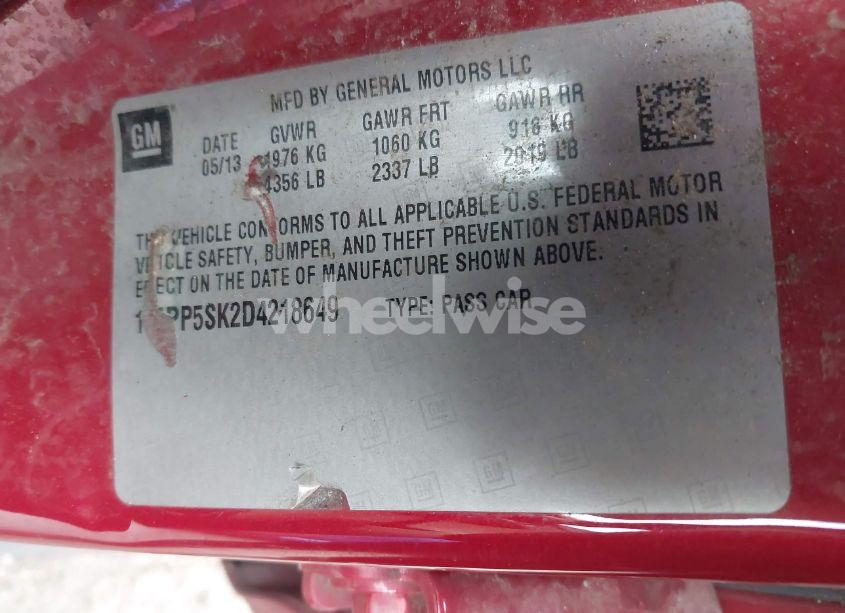 MFD BY GENERAL MOTORS LLC
GM
DATE GVWR GAWR FRT GAWR RR
05/13 1976 KG 1060 KG 918 KG
4356 LB 2337 LB 2019 LB
VEHICLE CONFORMS TO ALL APPLICABLE U.S. FEDERAL MOTOR
VEHICLE SAFETY, BUMPER, AND THEFT PREVENTION STANDARDS IN
EFFECT ON THE DATE OF MANUFACTURE SHOWN ABOVE.
TYPE: PASS CAR
wheelwise